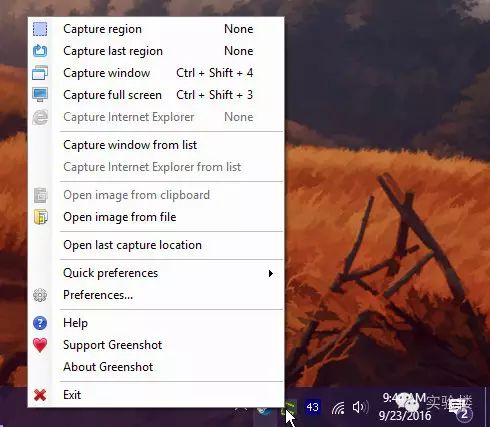 Capture region None
Capture last region None
Capture window Ctrl + Shift + 4
Capture full screen Ctrl + Shift + 3
Capture Internet Explorer None
Capture window from list
Capture Internet Explorer from list
Open image from clipboard
Open image from file
Open last capture location
Quick preferences
Preferences...
Help
Support Greenshot
About Greenshot
Exit
43
AM
9/23/2016
实验楼
2